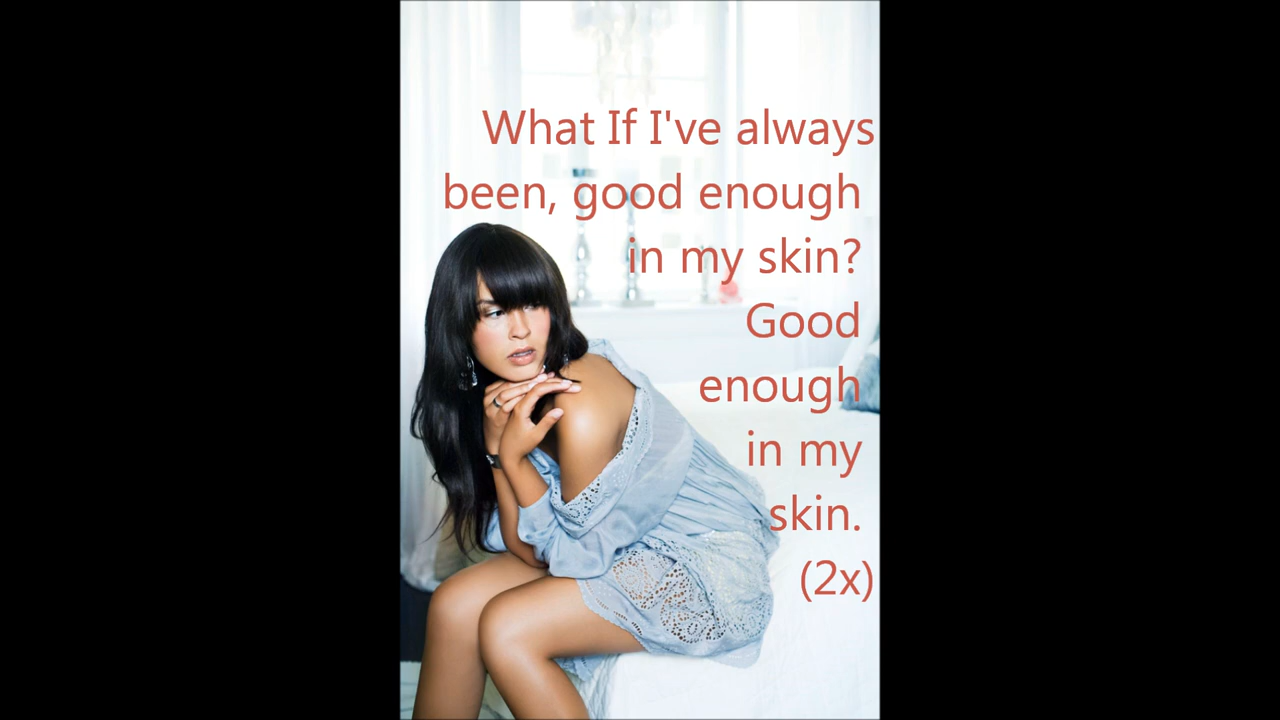 What If I've always
been, good enough
in my skin?
Good
enough
in my
skin.
(2x)